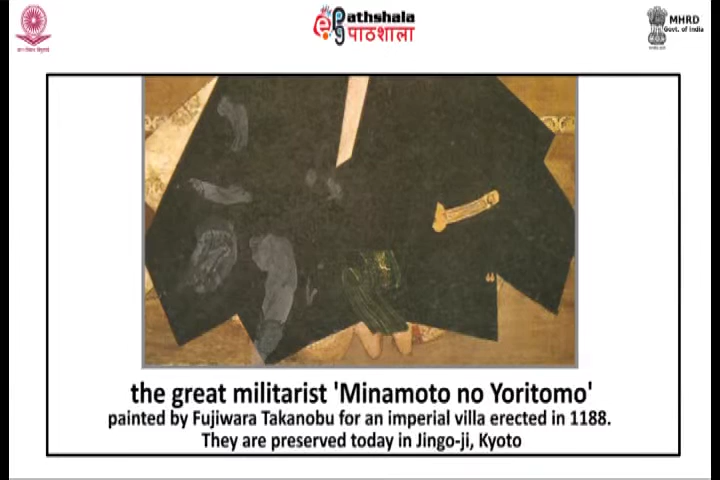 ePathshala
पाठशाला
MHRD
Govt. of India
the great militarist 'Minamoto no Yoritomo'
painted by Fujiwara Takanobu for an imperial villa erected in 1188.
They are preserved today in Jingo-ji, Kyoto